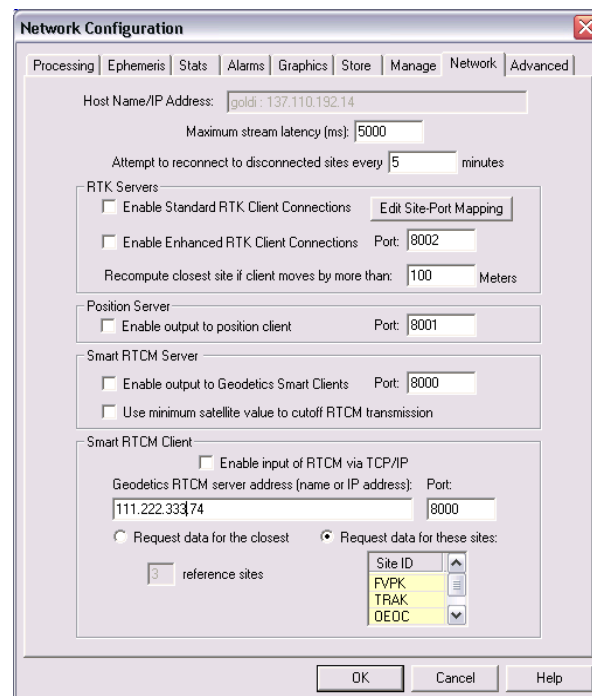 Network Configuration
Processing Ephemeris Stats Alarms Graphics Store Manage Network Advanced
Host Name/IP Address: goldi : 137.110.192.14
Maximum stream latency (ms): 5000
Attempt to reconnect to disconnected sites every 5 minutes
RTK Servers
Enable Standard RTK Client Connections Edit Site-Port Mapping
Enable Enhanced RTK Client Connections Port: 8002
Recompute closest site if client moves by more than: 100 Meters
Position Server
Enable output to position client Port: 8001
Smart RTCM Server
Enable output to Geodetics Smart Clients Port: 8000
Use minimum satellite value to cutoff RTCM transmission
Smart RTCM Client
Enable input of RTCM via TCP/IP
Geodetics RTCM server address (name or IP address): Port:
111.222.333.74 8000
Request data for the closest Request data for these sites:
3 reference sites
Site ID
FVPK
TRAK
OEOC
OK Cancel Help